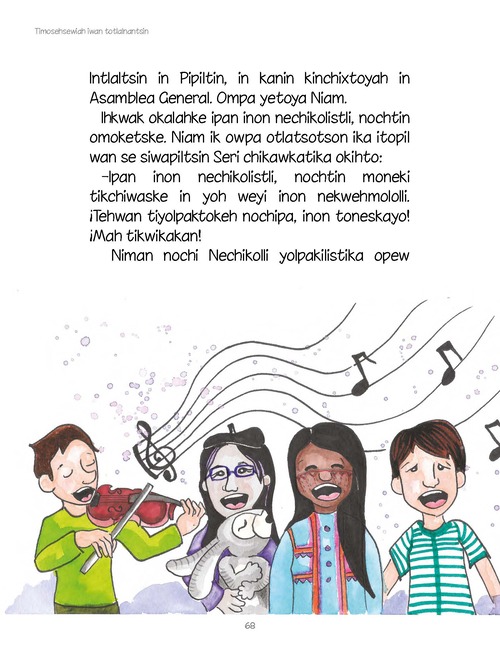 Timosehsewiah iwan totlalnantsin
Intlaltsin in Pipiltin, in kanin kinchixtoyah in
Asamblea General. Ompa yetoya Niam.
Ihkwak okalahke ipan inon nechikolistli, nochtin
omoketske. Niam ik owpa otlatsotson ika itopil
wan se siwapiltsin Seri chikawkatika okihto:
–Ipan inon nechikolistli, nochtin moneki
tikchiwaske in yoh weyi inon nekwehmololli.
¡Tehwan tiyolpaktokeh nochipa, inon toneskayo!
¡Mah tikwikakan!
Niman nochi Nechikolli yolpakilistika opew
68